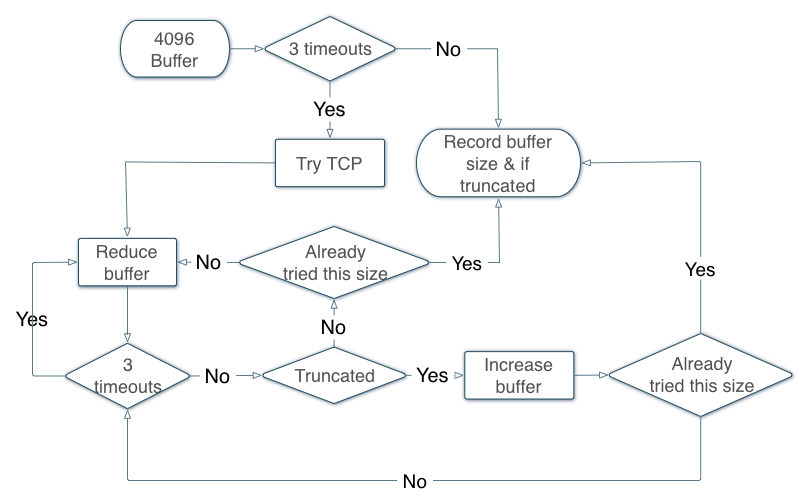 4096
Buffer
3 timeouts
No
Yes
Try TCP
Record buffer
size & if
truncated
Reduce
buffer
No
Already
tried this size
Yes
Yes
Yes
No
3
timeouts
No
Truncated
Yes
Increase
buffer
Already
tried this size
No